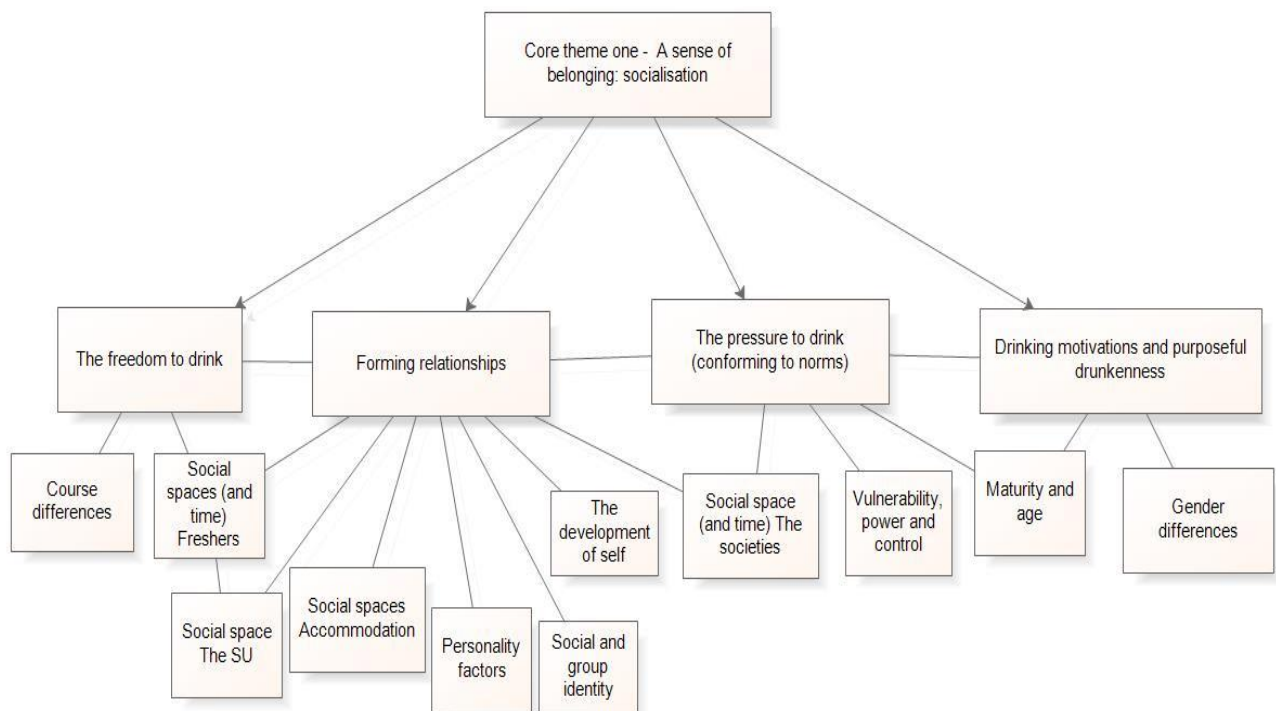 Core theme one - A sense of
belonging: socialisation
The freedom to drink
Forming relationships
The pressure to drink
(conforming to norms)
Drinking motivations and purposeful
drunkenness
Course
differences
Social
spaces (and
time)
Freshers
Social space
The SU
Social spaces
Accommodation
Personality
factors
Social and
group
identity
The
development
of self
Social space
(and time) The
societies
Vulnerability,
power and
control
Maturity and
age
Gender
differences